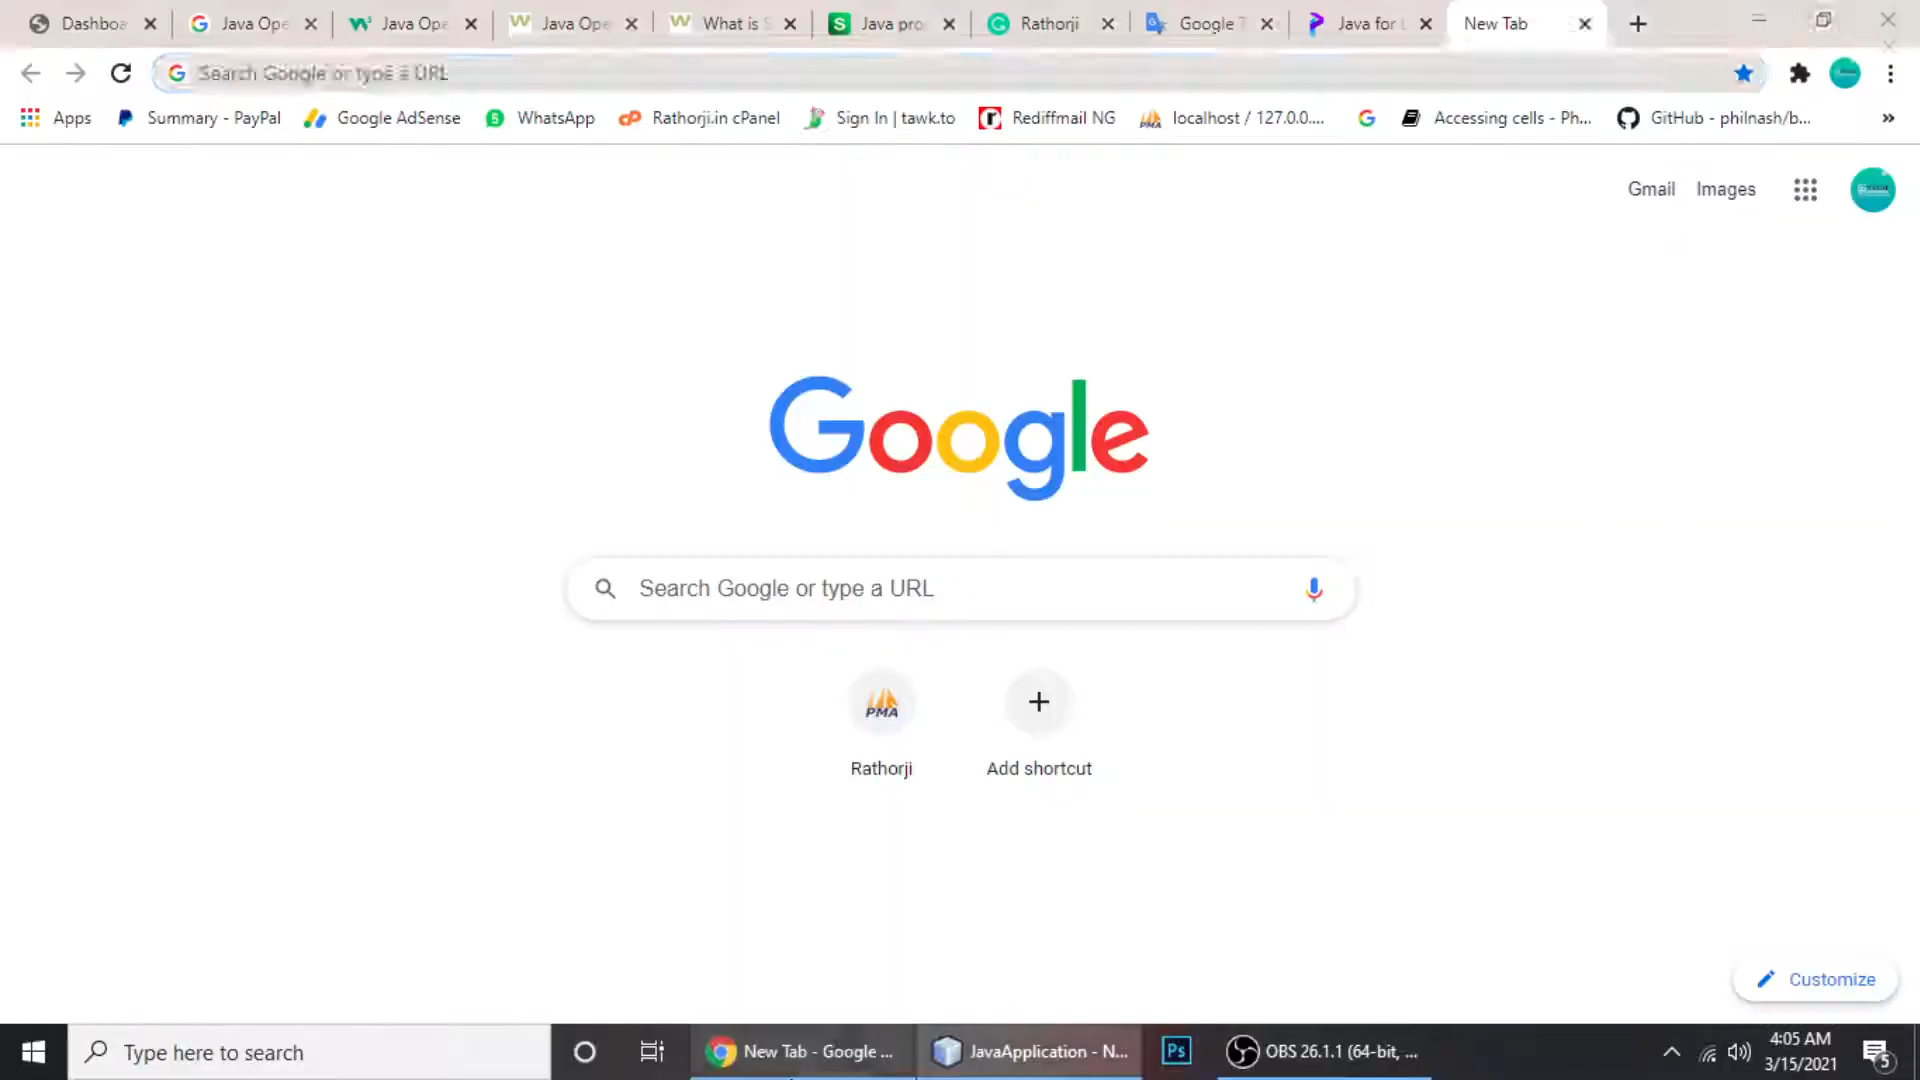 Dashboa
Java Ope
Java Ope
Java Ope
What is S
Java pro
Rathorji
Google T
Java for L
New Tab
Search Google or type a URL
Apps
Summary - PayPal
Google AdSense
WhatsApp
Rathorji.in cPanel
Sign In | tawk.to
Rediffmail NG
localhost / 127.0.0....
Accessing cells - Ph...
GitHub - philnash/b...
»
Gmail
Images
Google
Search Google or type a URL
PMA
Rathorji
Add shortcut
Customize
Type here to search
New Tab - Google ...
JavaApplication - N...
Ps
OBS 26.1.1 (64-bit, ...
4:05 AM
3/15/2021
5